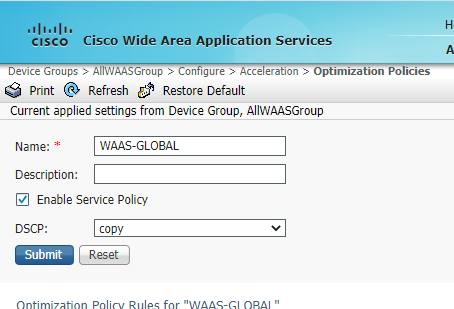 H
CISCO Cisco Wide Area Application Services
A
Device Groups > AllWAASGroup > Configure > Acceleration > Optimization Policies
Print Refresh Restore Default
Current applied settings from Device Group, AllWAASGroup
Name: * WAAS-GLOBAL
Description:
Enable Service Policy
DSCP: copy
Submit Reset
Optimization Policy Rules for "WAAS-GLOBAL"